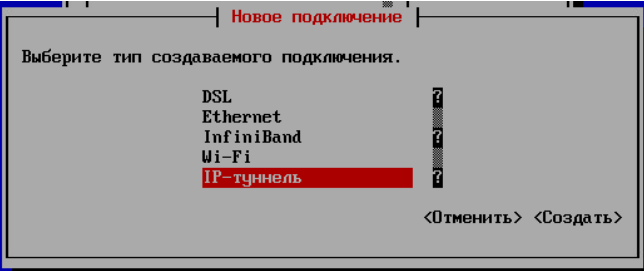 Новое подключение
Выберите тип создаваемого подключения.
DSL ?
Ethernet
InfiniBand ?
Wi-Fi
IP-туннель ?
<Отменить> <Создать>